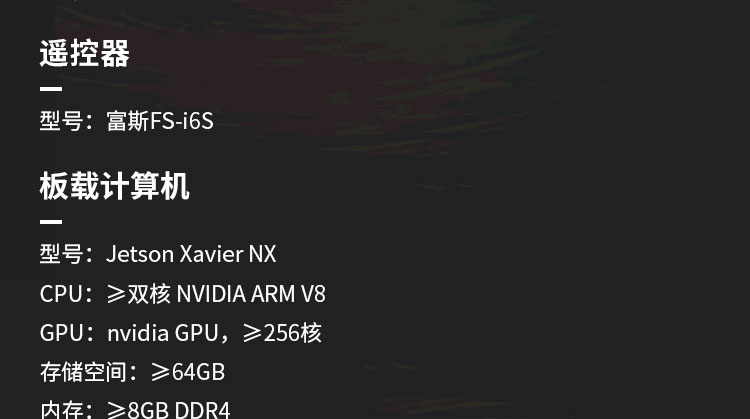 遥控器
型号：富斯FS-i6S
板载计算机
型号：Jetson Xavier NX
CPU：≥双核 NVIDIA ARM V8
GPU：nvidia GPU，≥256核
存储空间：≥64GB
内存：≥8GB DDR4